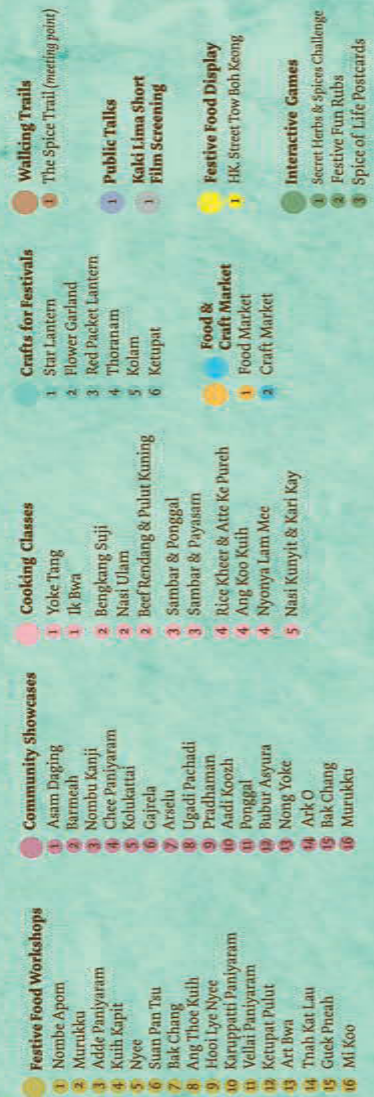 Festive Food Workshops
1 Nombe Apom
2 Murukku
3 Adde Paniyaram
4 Kuih Kapit
5 Nyee
6 Suan Pan Tsu
7 Bak Chang
8 Ang Thoe Kuih
9 Hooi Lye Nyee
10 Karuppatti Paniyaram
11 Vellai Paniyaram
12 Ketupat Pulut
13 Art Bwa
14 Tnah Kat Lau
15 Guek Pneah
16 Mi Koo
Community Showcases
1 Asam Daging
2 Barmeah
3 Nombu Kanji
4 Chee Paniyaram
5 Kolukattai
6 Gajrela
7 Arselu
8 Ugadi Pachadi
9 Pradhaman
10 Aadi Koozh
11 Ponggal
12 Bubur Asyura
13 Nong Yoke
14 Ark O
15 Bak Chang
16 Murukku
Cooking Classes
1 Yoke Tang
1 Ik Bwa
2 Bengkang Suji
2 Nasi Ulam
2 Beef Rendang & Pulut Kuning
3 Sambar & Ponggal
3 Sambar & Payasam
4 Rice Kheer & Atte Ke Pureh
4 Ang Koo Kuih
4 Nyonya Lam Mee
5 Nasi Kunyit & Kari Kay
Crafts for Festivals
1 Star Lantern
2 Flower Garland
3 Red Packet Lantern
4 Thoranam
5 Kolam
6 Ketupat
Food &
Craft Market
1 Food Market
2 Craft Market
Walking Trails
1 The Spice Trail (meeting point)
1 Public Talks
1 Kaki Lima Short
Film Screening
Festive Food Display
1 HK, Street Tow Boh Keong
Interactive Games
1 Secret Herbs & Spices Challenge
2 Festive Fun Rubs
3 Spice of Life Postcards